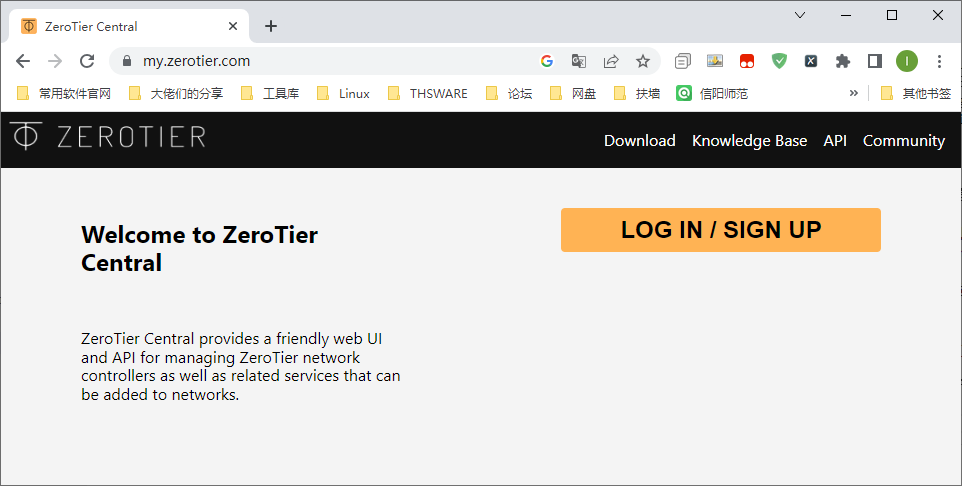 ZeroTier Central
my.zerotier.com
常用软件官网 大佬们的分享 工具库 Linux THSWARE 论坛 网盘 扶墙 信阳师范 » 其他书签
ZEROTIER Download Knowledge Base API Community
Welcome to ZeroTier
Central
LOG IN / SIGN UP
ZeroTier Central provides a friendly web UI
and API for managing ZeroTier network
controllers as well as related services that can
be added to networks.